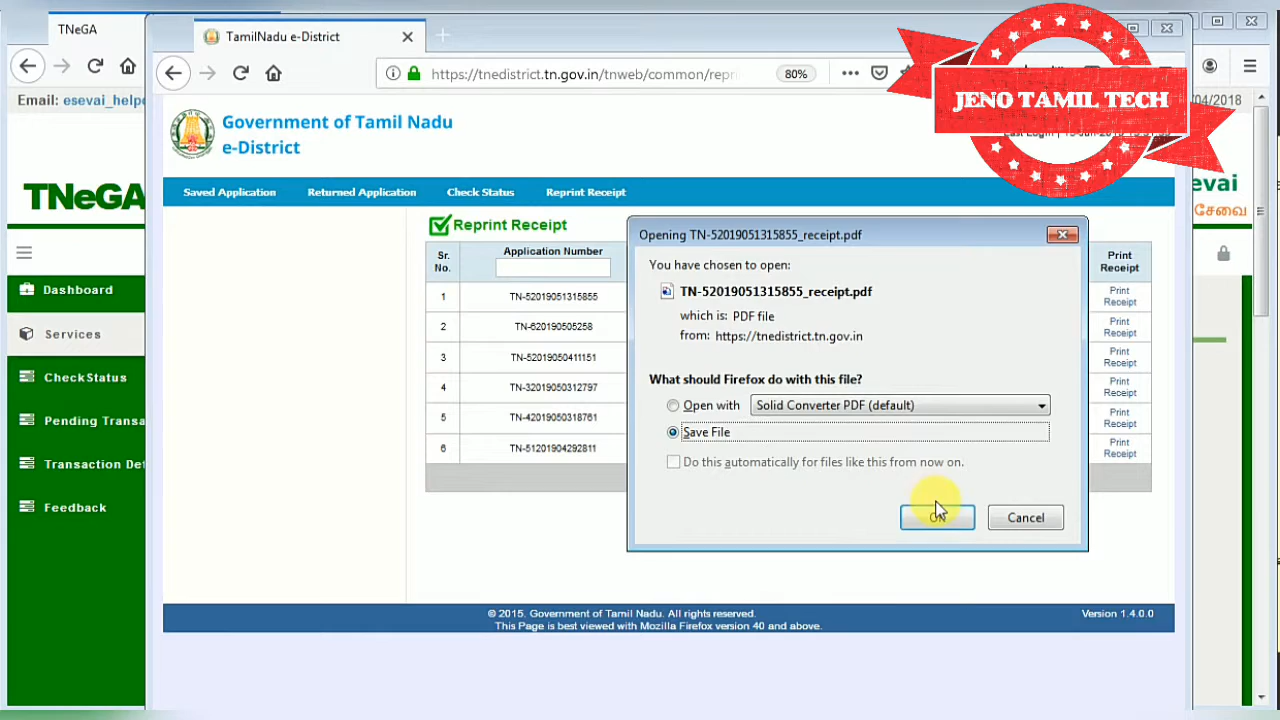 TNeGA
TamilNadu e-District
https://tnedistrict.tn.gov.in/tnweb/common/repr
80%
Email: esevai_helpd
/04/2018
JENO TAMIL TECH
Government of Tamil Nadu
e-District
TNeGA
evai
சேவை
Saved Application
Returned Application
Check Status
Reprint Receipt
Dashboard
Services
CheckStatus
Pending Transa
Transaction Det
Feedback
Reprint Receipt
Sr.
No.
Application Number
Print
Receipt
1 TN-52019051315855 Print
Receipt
2 TN-620190505258 Print
Receipt
3 TN-520190504 11151 Print
Receipt
4 TN-320190312797 Print
Receipt
5 TN-420190503 18761 Print
Receipt
6 TN-51201904292811 Print
Receipt
Opening TN-52019051315855_receipt.pdf
You have chosen to open:
TN-52019051315855_receipt.pdf
which is: PDF file
from: https://tnedistrict.tn.gov.in
What should Firefox do with this file?
Open with Solid Converter PDF (default)
Save File
Do this automatically for files like this from now on.
OK
Cancel
© 2015. Government of Tamil Nadu. All rights reserved.
This Page is best viewed with Mozilla Firefox version 40 and above.
Version 1.4.0.0